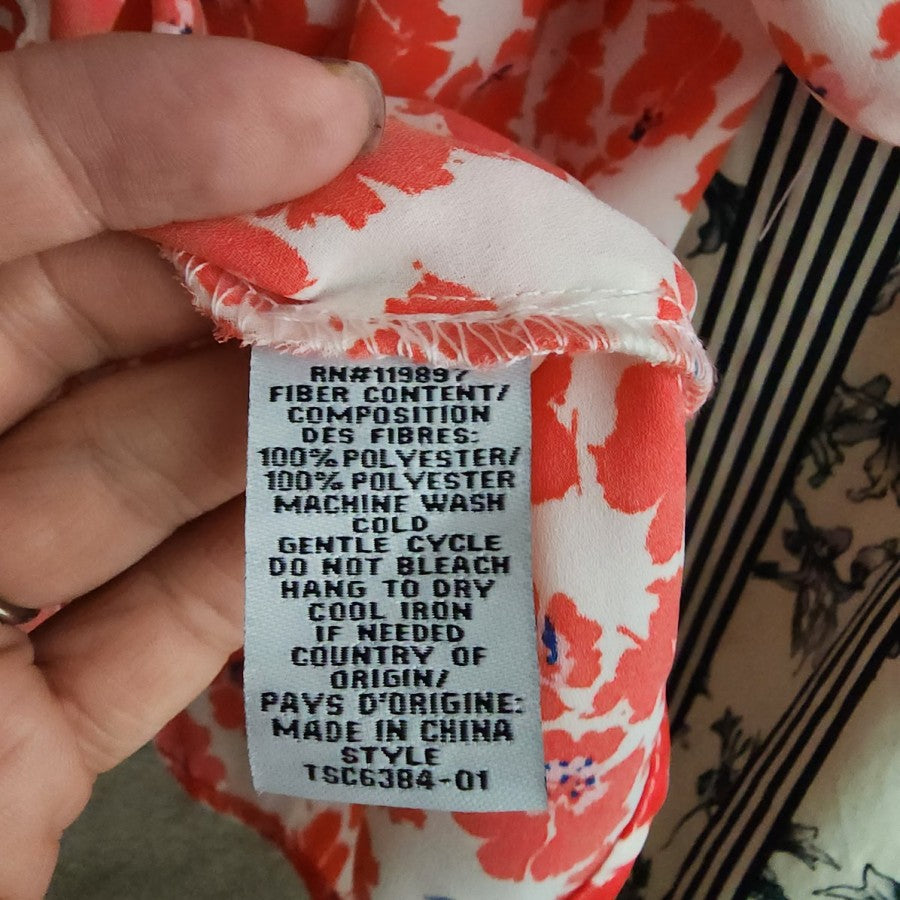 RN#119897
FIBER CONTENT/
COMPOSITION
DES FIBRES:
100% POLYESTER/
100% POLYESTER
MACHINE WASH
COLD
GENTLE CYCLE
DO NOT BLEACH
HANG TO DRY
COOL IRON
IF NEEDED
COUNTRY OF
ORIGIN/
PAYS D'ORIGINE:
MADE IN CHINA
STYLE
TSC6384-01